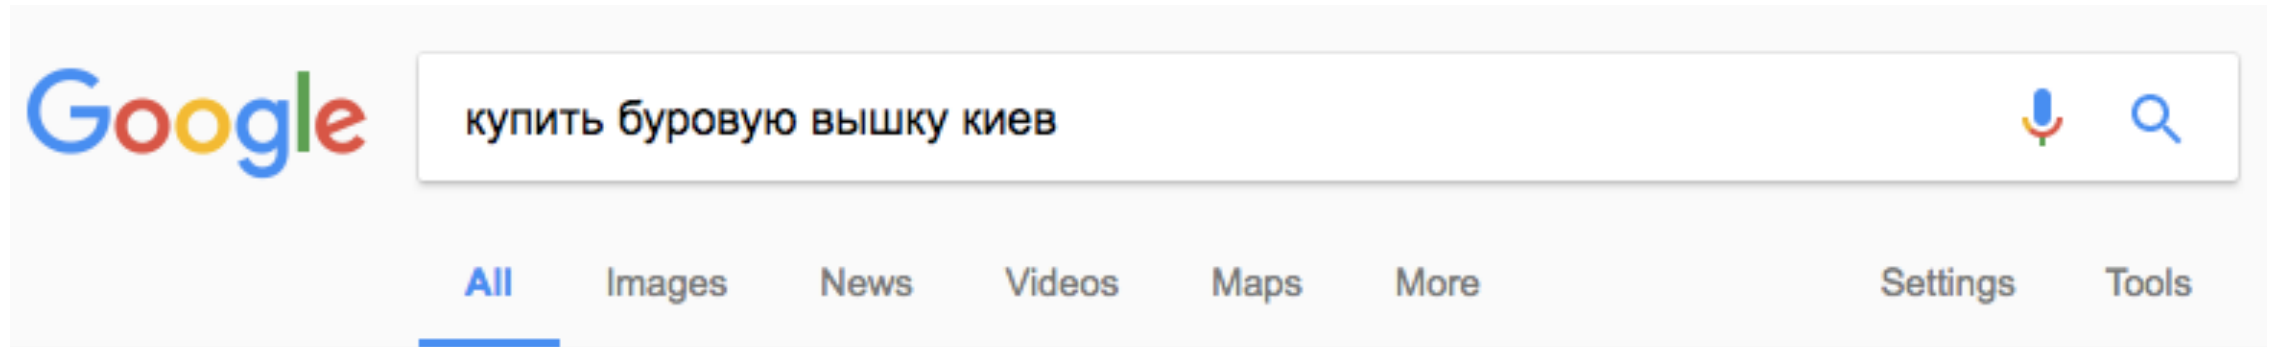 Google
купить буровую вышку киев
All Images News Videos Maps More Settings Tools